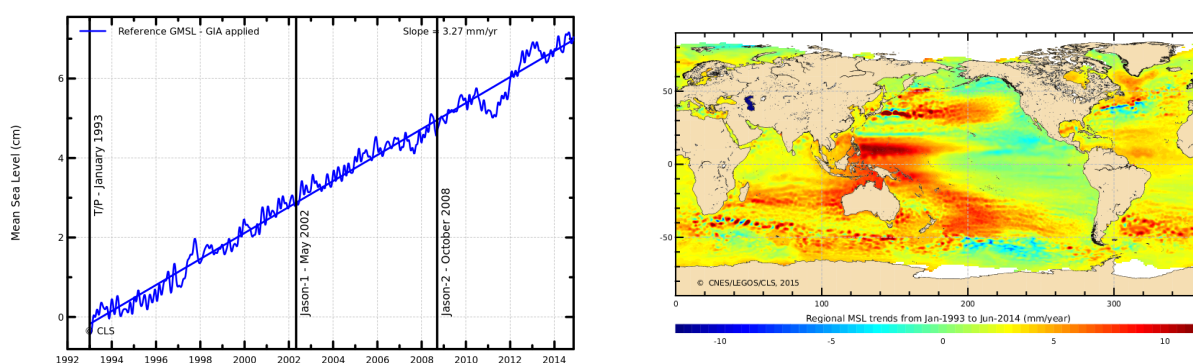 Reference GMSL - GIA applied
Slope = 3.27 mm/yr
Mean Sea Level (cm)
6
4
2
0
T/P - January 1993
Jason-1 - May 2002
Jason-2 - October 2008
© CLS
1992 1994 1996 1998 2000 2002 2004 2006 2008 2010 2012 2014
50
0
-50
© CNES/LEGOS/CLS, 2015
0 100 200 300
Regional MSL trends from Jan-1993 to Jun-2014 (mm/year)
-10 -5 0 5 10